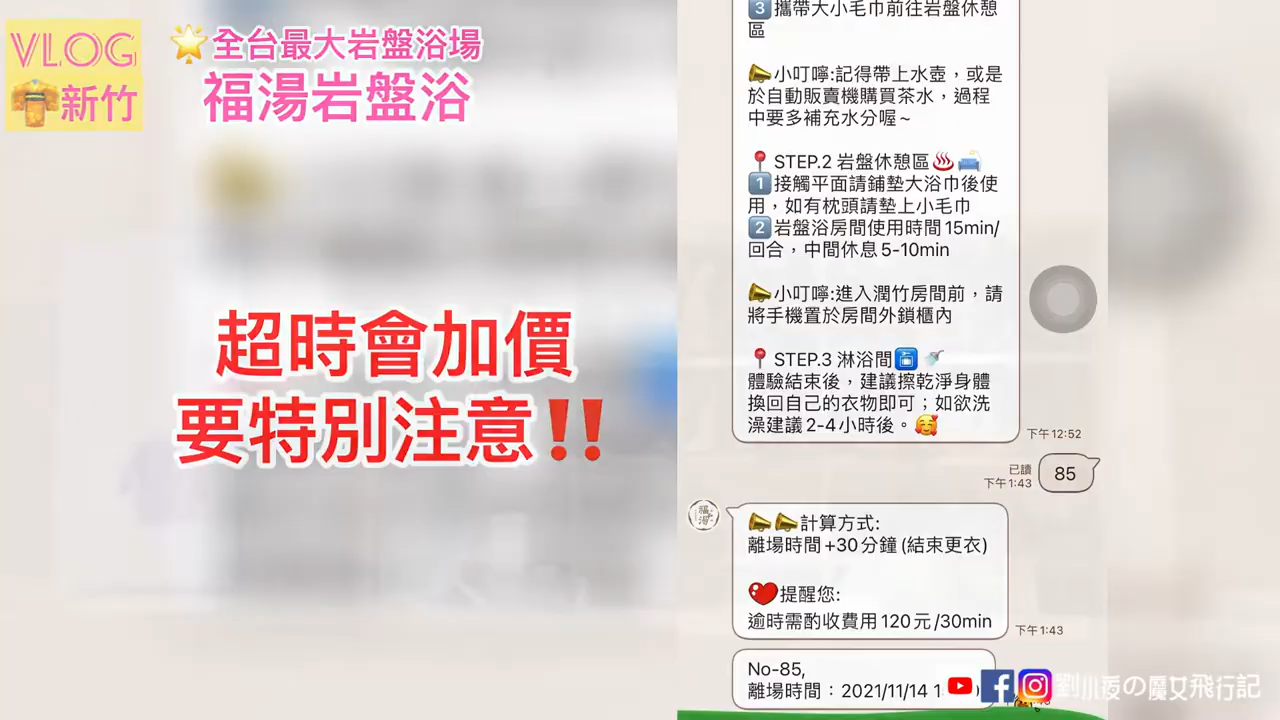 VLOG
新竹
全台最大岩盤浴場
福湯岩盤浴
超時會加價
要特別注意‼️
3攜帶大小毛巾前往岩盤休憩
區
小叮嚀:記得帶上水壺，或是
於自動販賣機購買茶水，過程
中要多補充水分喔~
STEP.2 岩盤休憩區
1接觸平面請鋪墊大浴巾後使
用，如有枕頭請墊上小毛巾
2岩盤浴房間使用時間15min/
回合，中間休息5-10min
小叮嚀:進入潤竹房間前，請
將手機置於房間外鎖櫃內
STEP.3 淋浴間
體驗結束後，建議擦乾淨身體
換回自己的衣物即可；如欲洗
澡建議2-4小時後。
下午12:52
已讀
下午1:43
85
福湯
計算方式:
離場時間+30分鐘(結束更衣)
提醒您:
逾時需酌收費用120元/30min
下午1:43
No-85,
離場時間：2021/11/14 1
劉小夜の魔女飛行記